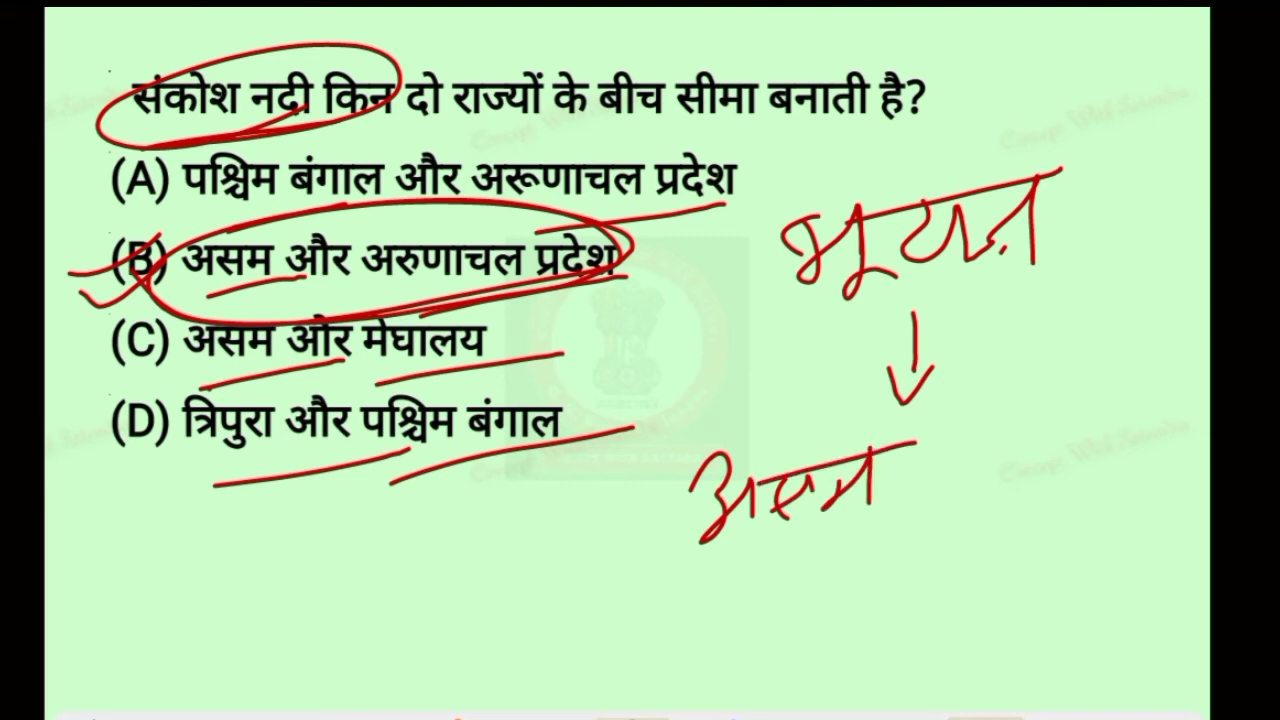 संकोश नदी किन दो राज्यों के बीच सीमा बनाती है?
(A) पश्चिम बंगाल और अरूणाचल प्रदेश
(B) असम और अरुणाचल प्रदेश
(C) असम और मेघालय
(D) त्रिपुरा और पश्चिम बंगाल
भूटान
असम